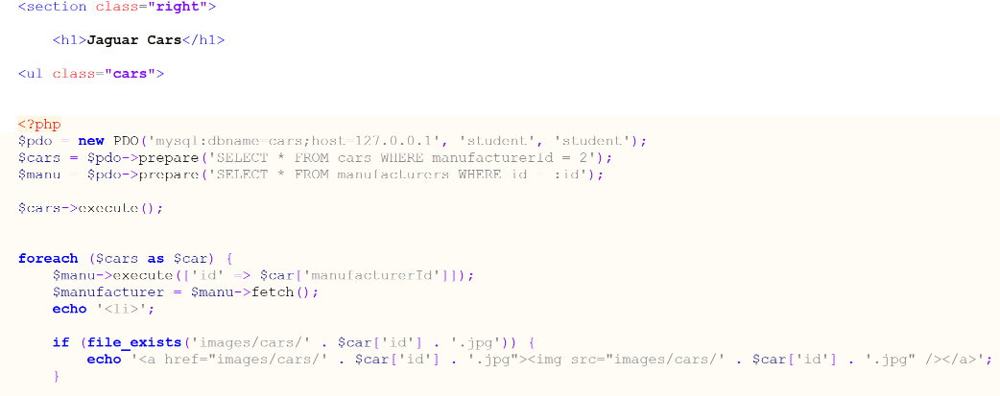 <section class="right">
<h1>Jaguar Cars</h1>
<ul class="cars">
<?php
$pdo = new PDO('mysql:dbname=cars;host=127.0.0.1', 'student', 'student');
$cars = $pdo->prepare('SELECT * FROM cars WHERE manufacturerId = 2');
$manu = $pdo->prepare('SELECT * FROM manufacturers WHERE id = :id');
$cars->execute();
foreach ($cars as $car) {
$manu->execute(['id' => $car['manufacturerId']]);
$manufacturer = $manu->fetch();
echo '<li>';
if (file_exists('images/cars/' . $car['id'] . '.jpg')) {
echo '<a href="images/cars/' . $car['id'] . '.jpg"><img src="images/cars/' . $car['id'] . '.jpg" /></a>';
}